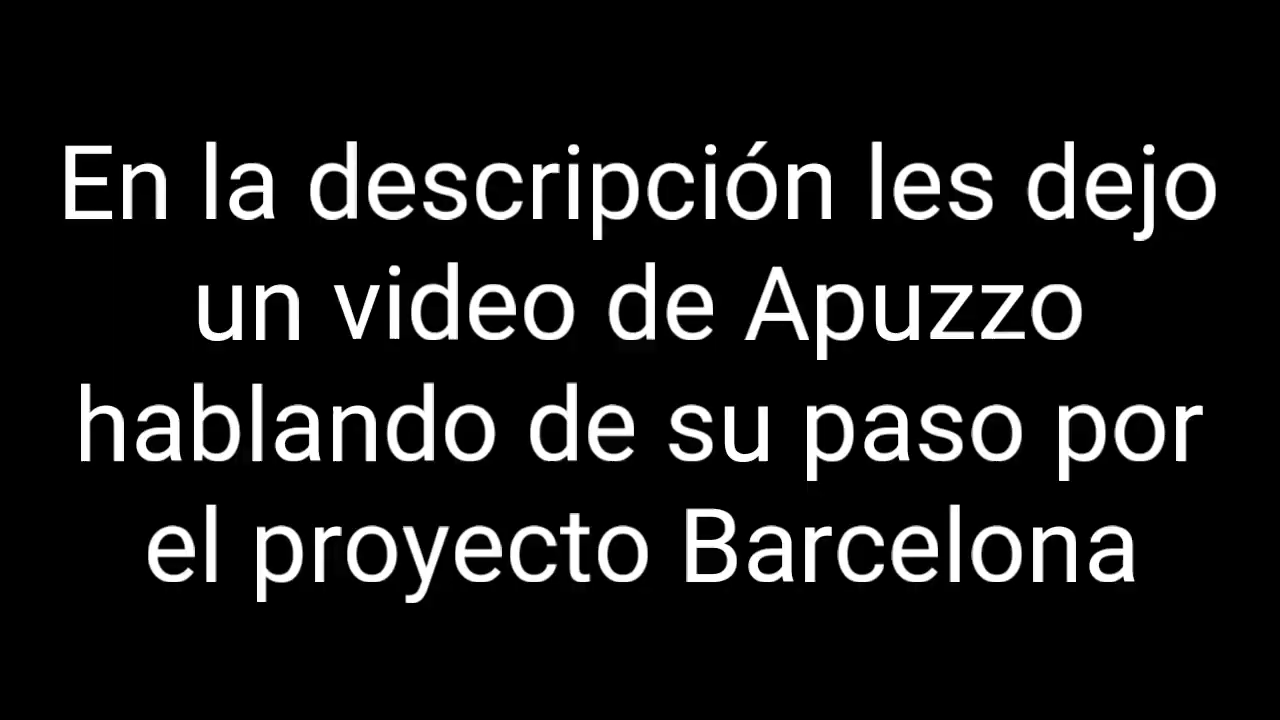 En la descripción les dejo
un video de Apuzzo
hablando de su paso por
el proyecto Barcelona